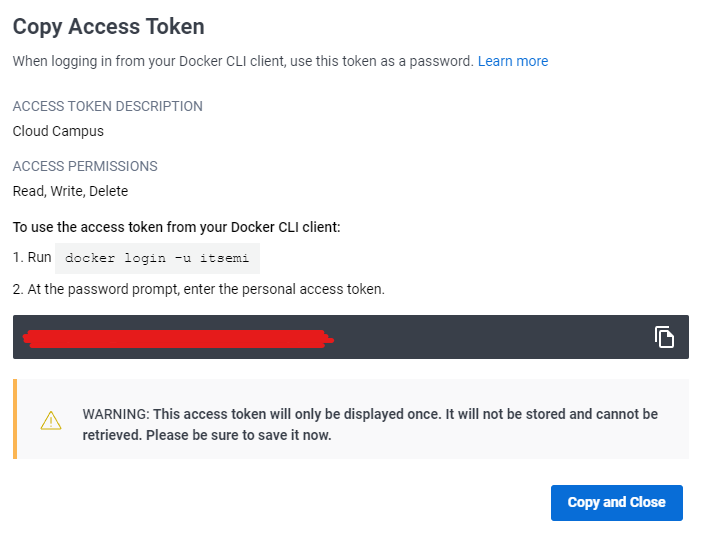 Copy Access Token
When logging in from your Docker CLI client, use this token as a password. Learn more
ACCESS TOKEN DESCRIPTION
Cloud Campus
ACCESS PERMISSIONS
Read, Write, Delete
To use the access token from your Docker CLI client:
1. Run docker login -u itsemi
2. At the password prompt, enter the personal access token.
WARNING: This access token will only be displayed once. It will not be stored and cannot be
retrieved. Please be sure to save it now.
Copy and Close